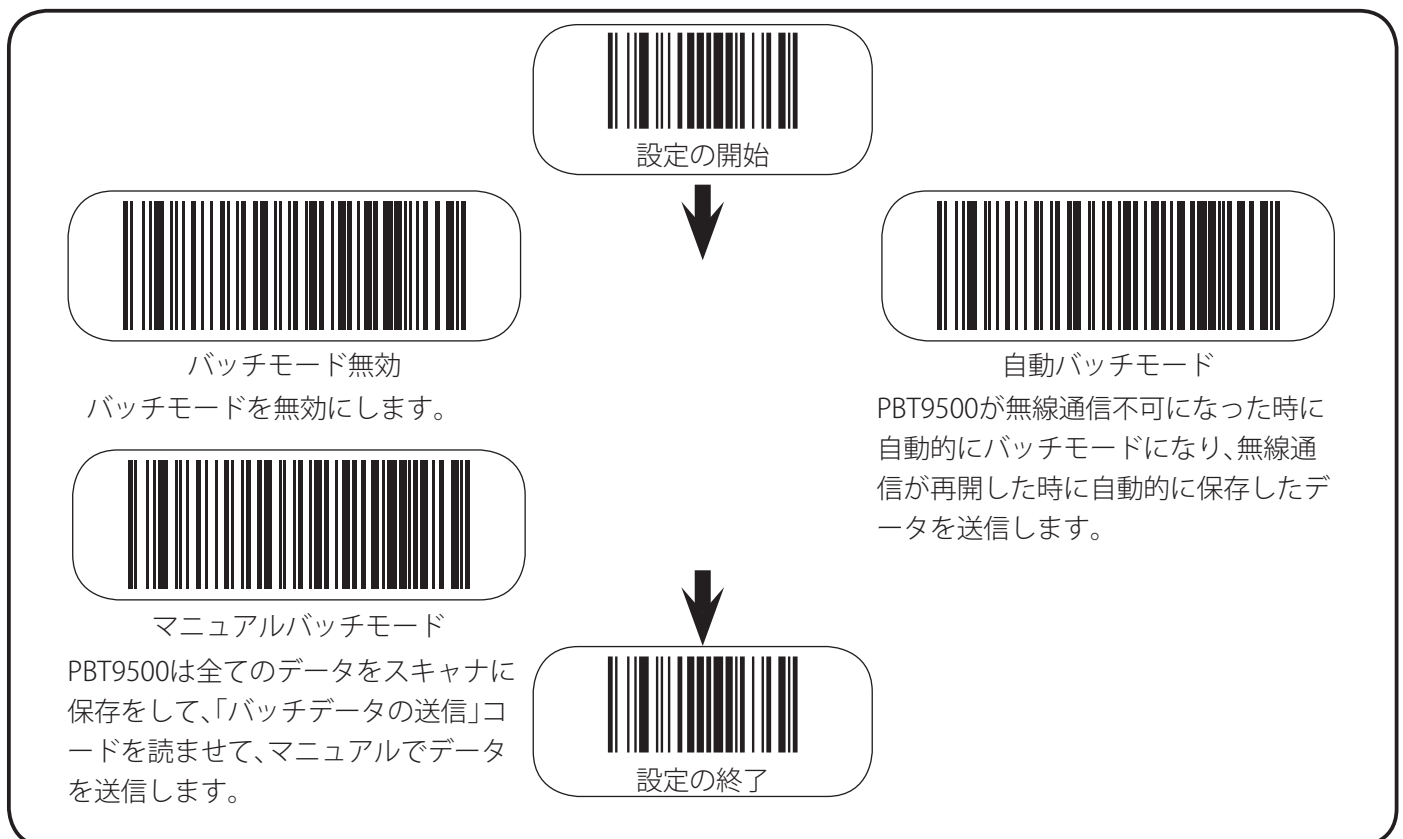 設定の開始
バッチモード無効
バッチモードを無効にします。
自動バッチモード
PBT9500が無線通信不可になった時に
自動的にバッチモードになり、無線通
信が再開した時に自動的に保存したデ
ータを送信します。
マニュアルバッチモード
PBT9500は全てのデータをスキャナに
保存をして、「バッチデータの送信」コ
ードを読ませて、マニュアルでデータ
を送信します。
設定の終了